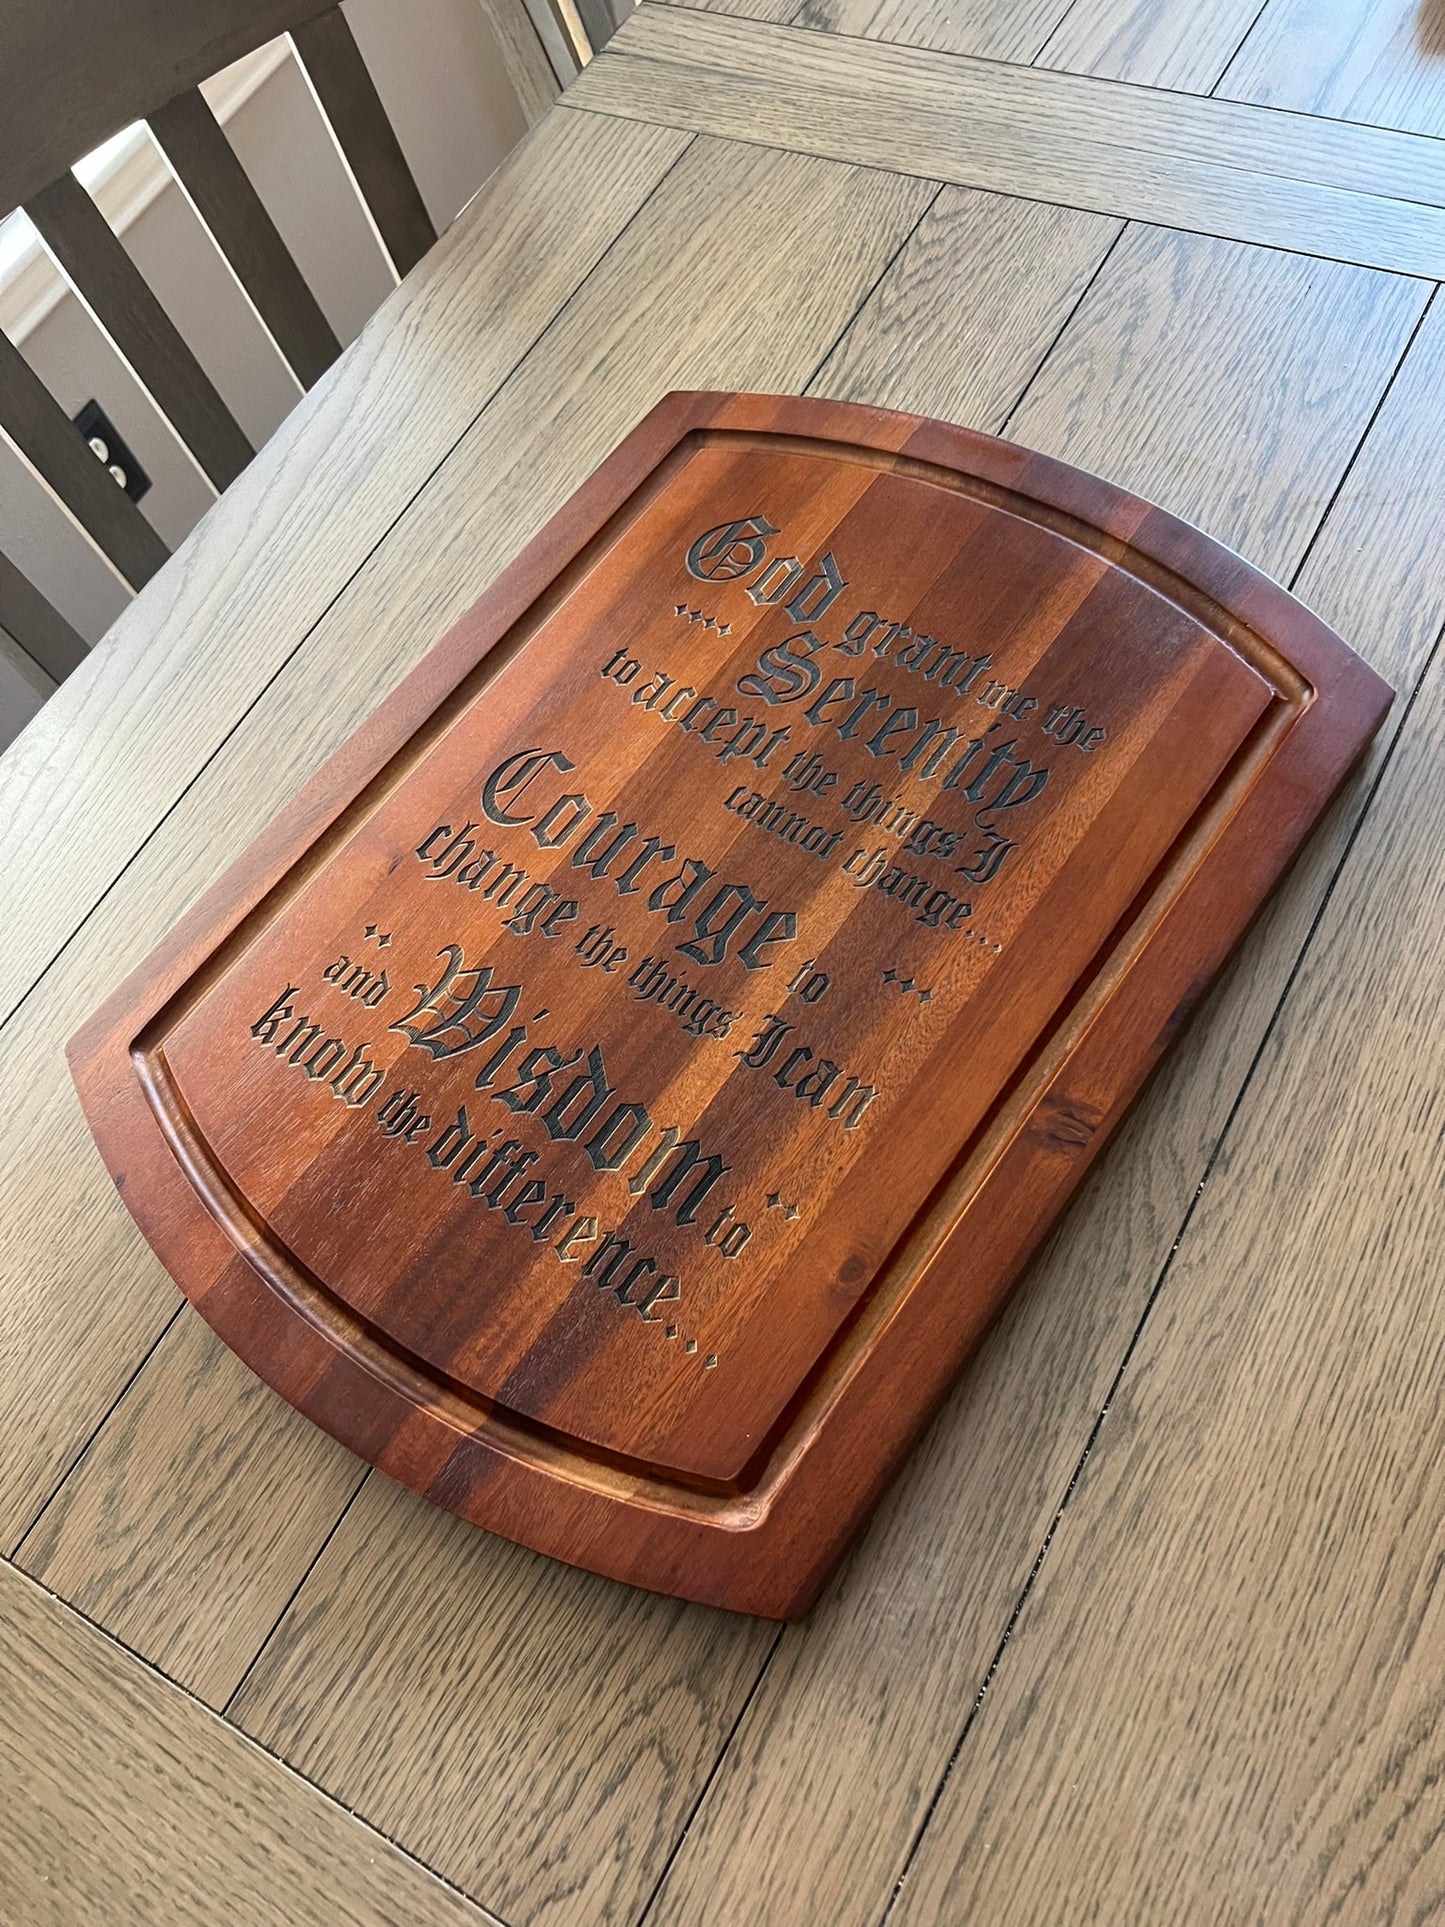 God grant me the
Serenity
to accept the things I
cannot change...
Courage to
change the things I can
and Wisdom to
know the difference...